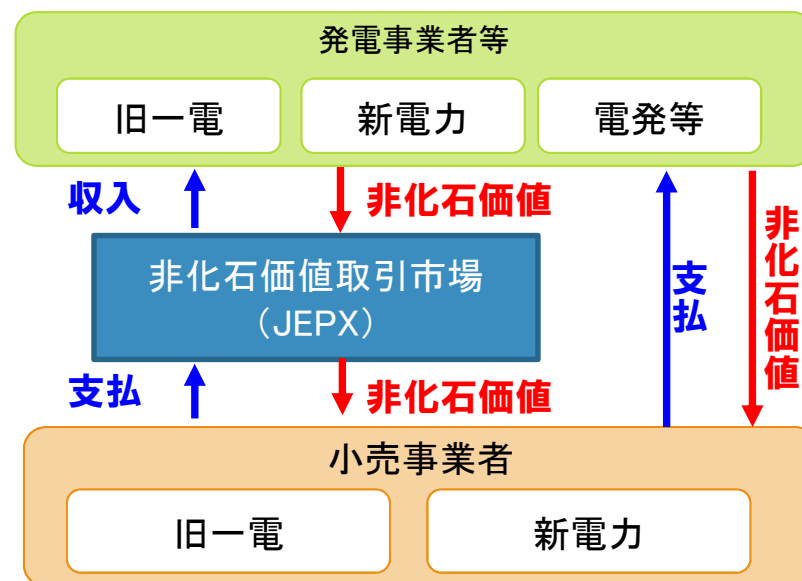 発電事業者等
旧一電
新電力
電発等
収入
非化石価値
非化石価値取引市場
（JEPX）
支払
非化石価値
支払
非化石価値
小売事業者
旧一電
新電力